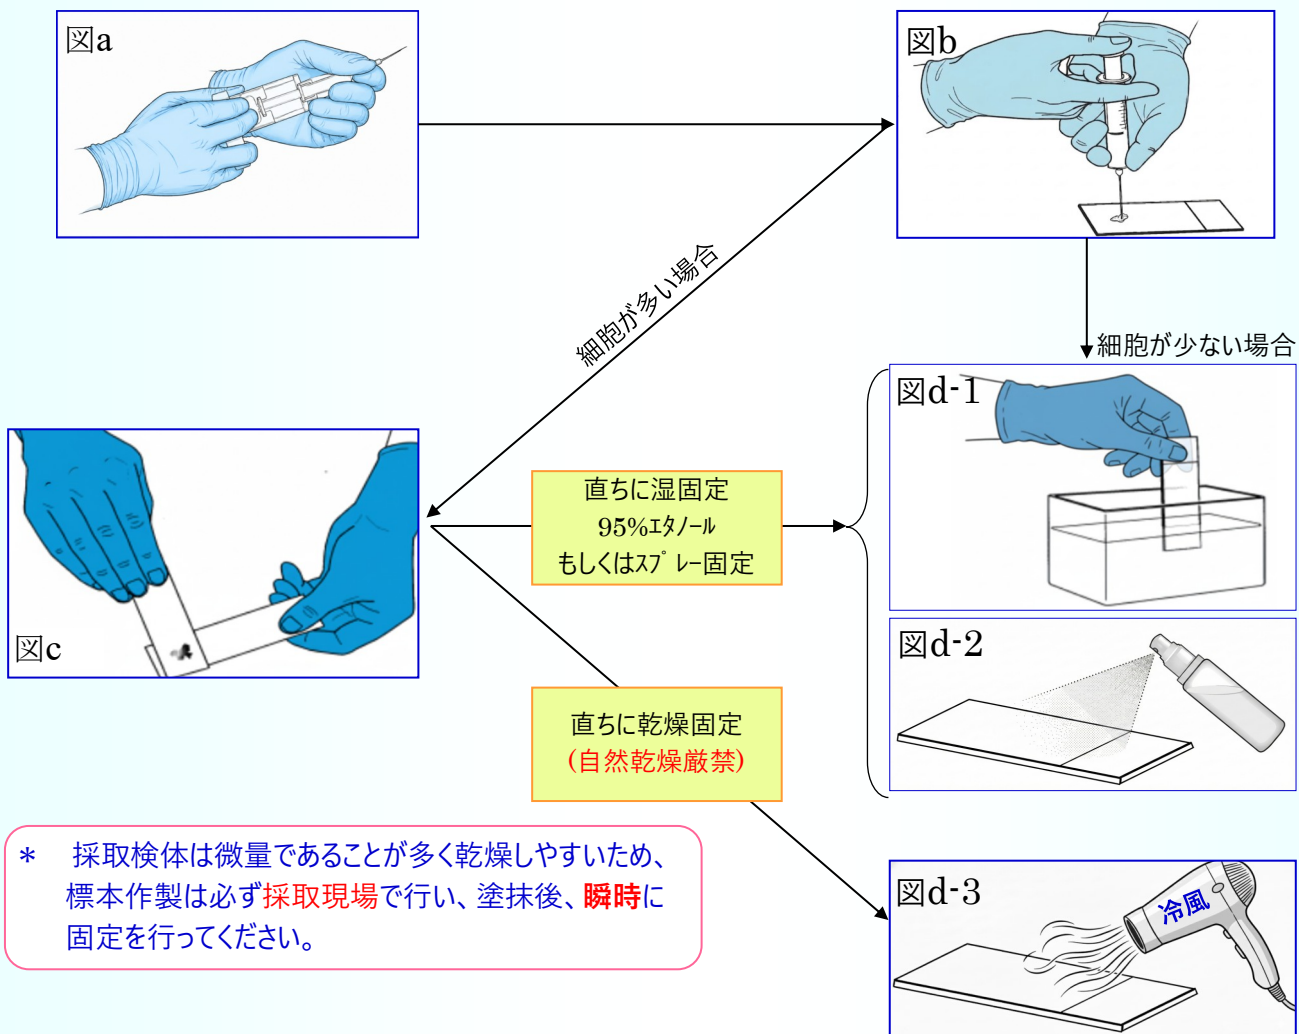 図a
図b
細胞が多い場合
細胞が少ない場合
図c
直ちに湿固定
95%ｴﾀﾉｰﾙ
もしくはｽﾌﾟﾚｰ固定
図d-1
図d-2
直ちに乾燥固定
(自然乾燥厳禁)
図d-3
冷風
* 採取検体は微量であることが多く乾燥しやすいため、
標本作製は必ず採取現場で行い、塗抹後、瞬時に
固定を行ってください。